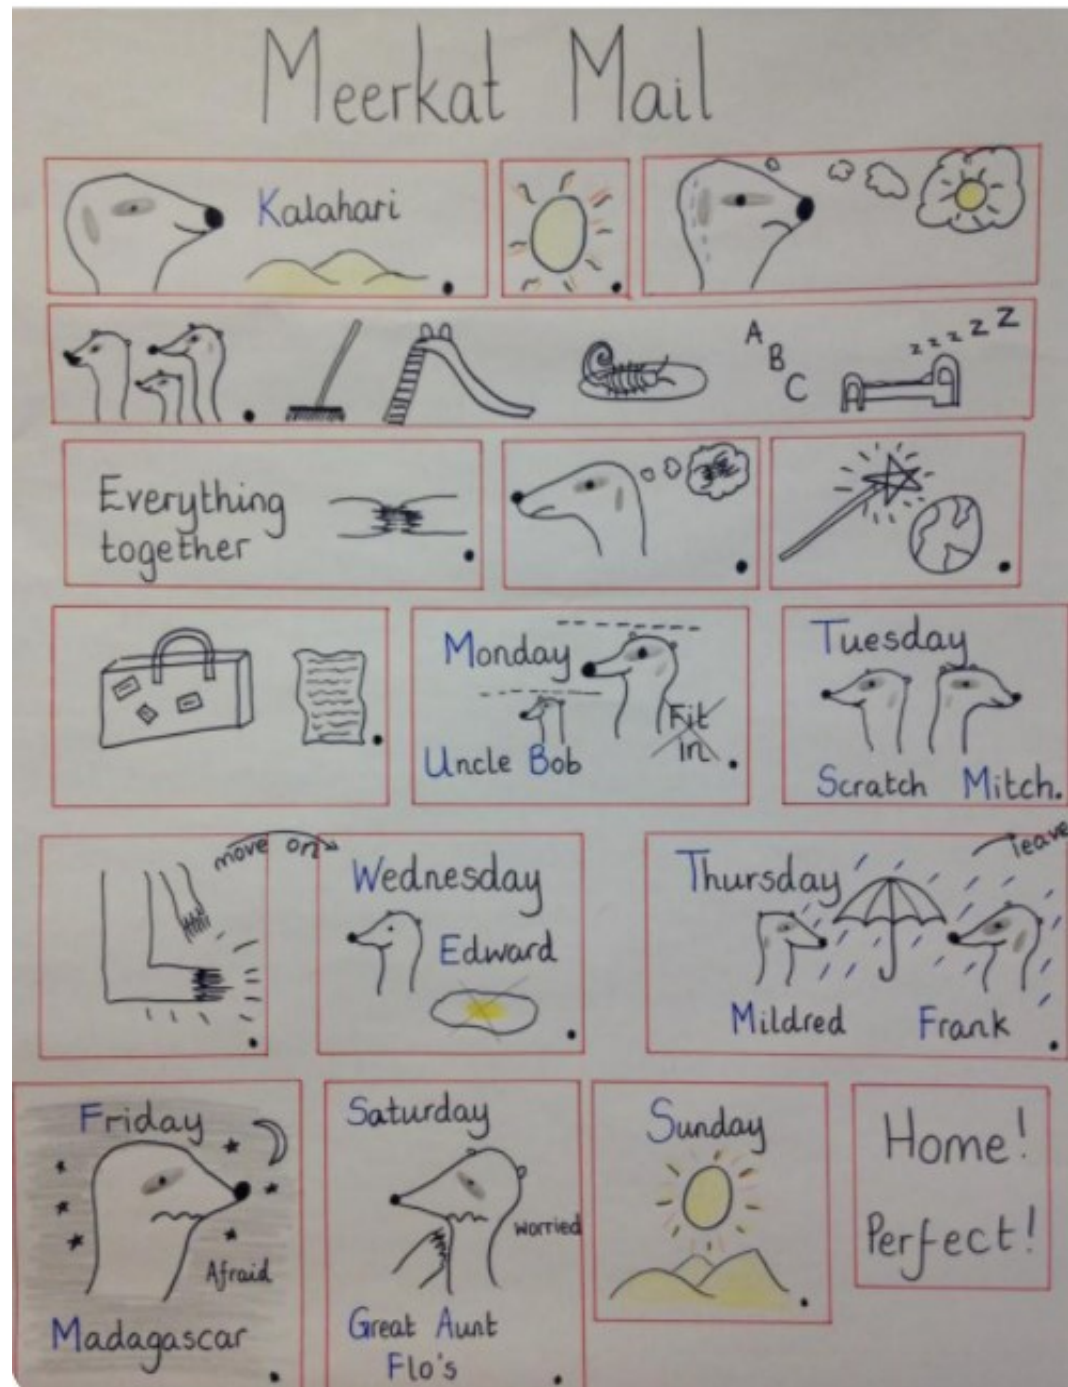 Meerkat Mail
Kalahari
A
B
C
z z z Z Z
Everything
together
Monday
Fit
in
Uncle Bob
Tuesday
Scratch Mitch.
move on
Wednesday
Edward
leave
Thursday
Mildred Frank
Friday
Afraid
Madagascar
Saturday
worried
Great Aunt
Flo's
Sunday
Home!
Perfect!